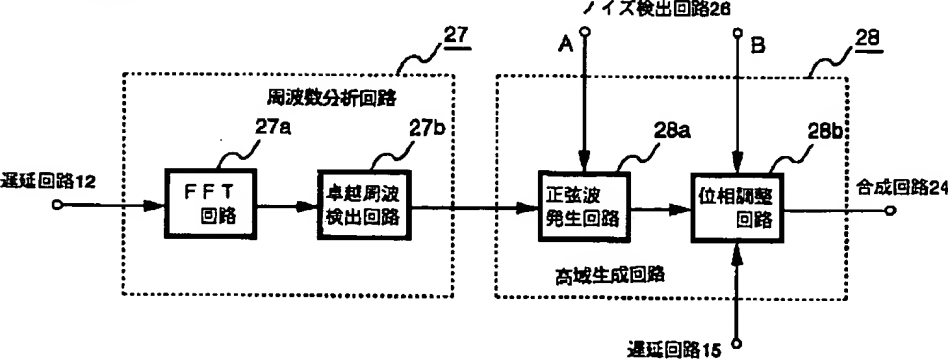 ノイズ検出回路26
A
B
27
28
周波数分析回路
27a
27b
28a
28b
遅延回路12
FFT
回路
卓越周波
検出回路
正弦波
発生回路
位相調整
回路
合成回路24
高域生成回路
遅延回路15